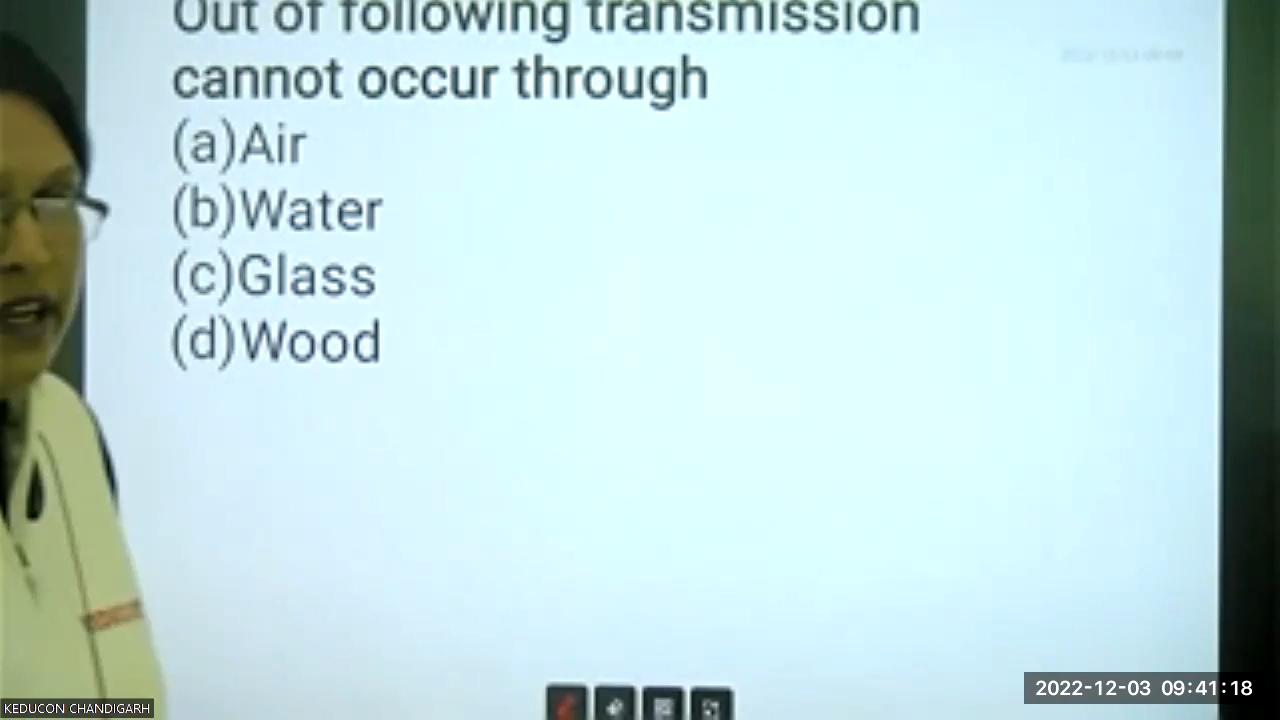 Out of following transmission
cannot occur through
(a)Air
(b)Water
(c)Glass
(d)Wood
KEDUCON CHANDIGARH
2022-12-03 09:41:18